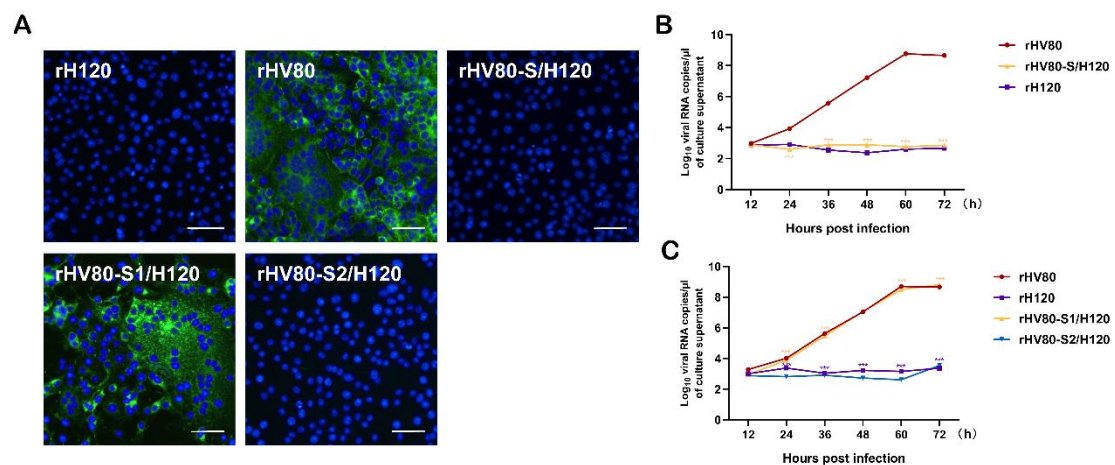 A
rH120
rHV80
rHV80-S/H120
rHV80-S1/H120
rHV80-S2/H120
B
Log₁₀ viral RNA copies/μl
of culture supernatant
10
8
6
4
2
0
***
***
***
***
***
***
12 24 36 48 60 72 (h)
Hours post infection
rHV80
rHV80-S/H120
rH120
C
Log₁₀ viral RNA copies/μl
of culture supernatant
10
8
6
4
2
0
***
***
***
***
***
***
***
12 24 36 48 60 72 (h)
Hours post infection
rHV80
rH120
rHV80-S1/H120
rHV80-S2/H120